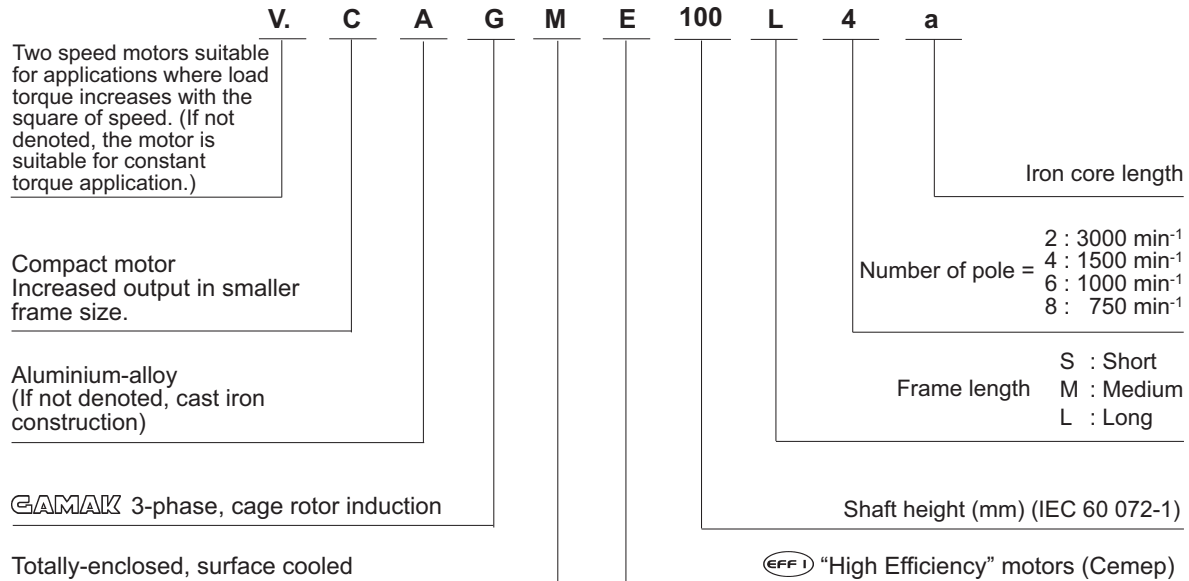 V. C A G M E 100 L 4 a
Two speed motors suitable
for applications where load
torque increases with the
square of speed. (If not
denoted, the motor is
suitable for constant
torque application.)
Iron core length
Compact motor
Increased output in smaller
frame size.
Number of pole =
2 : 3000 min-1
4 : 1500 min-1
6 : 1000 min-1
8 : 750 min-1
Aluminium-alloy
(If not denoted, cast iron
construction)
Frame length
S : Short
M : Medium
L : Long
GAMAK 3-phase, cage rotor induction
Shaft height (mm) (IEC 60 072-1)
Totally-enclosed, surface cooled
EFF 1 “High Efficiency” motors (Cemep)